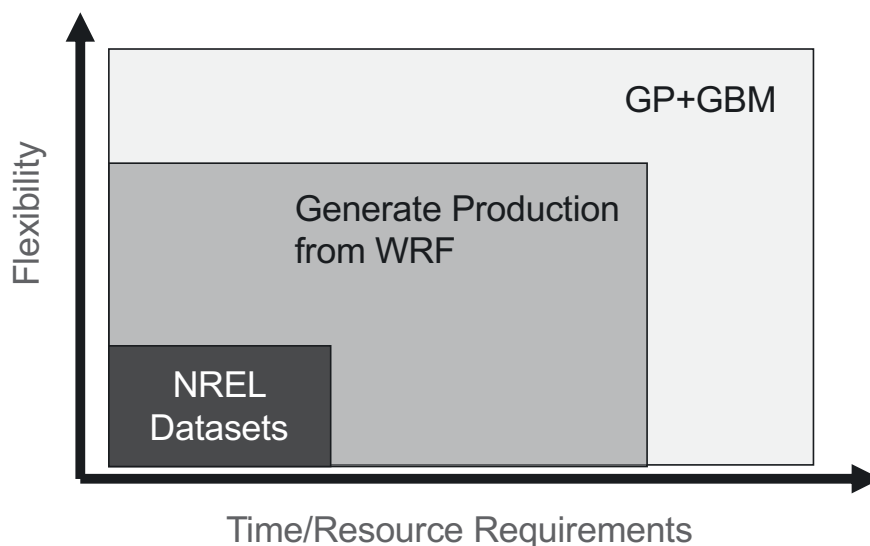 GP+GBM
Flexibility
Generate Production
from WRF
NREL
Datasets
Time/Resource Requirements